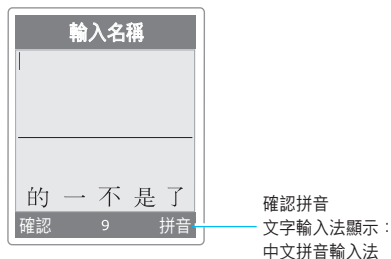 輸入名稱
的 一 不 是 了
確認 9 拼音
確認拼音
文字輸入法顯示：
中文拼音輸入法